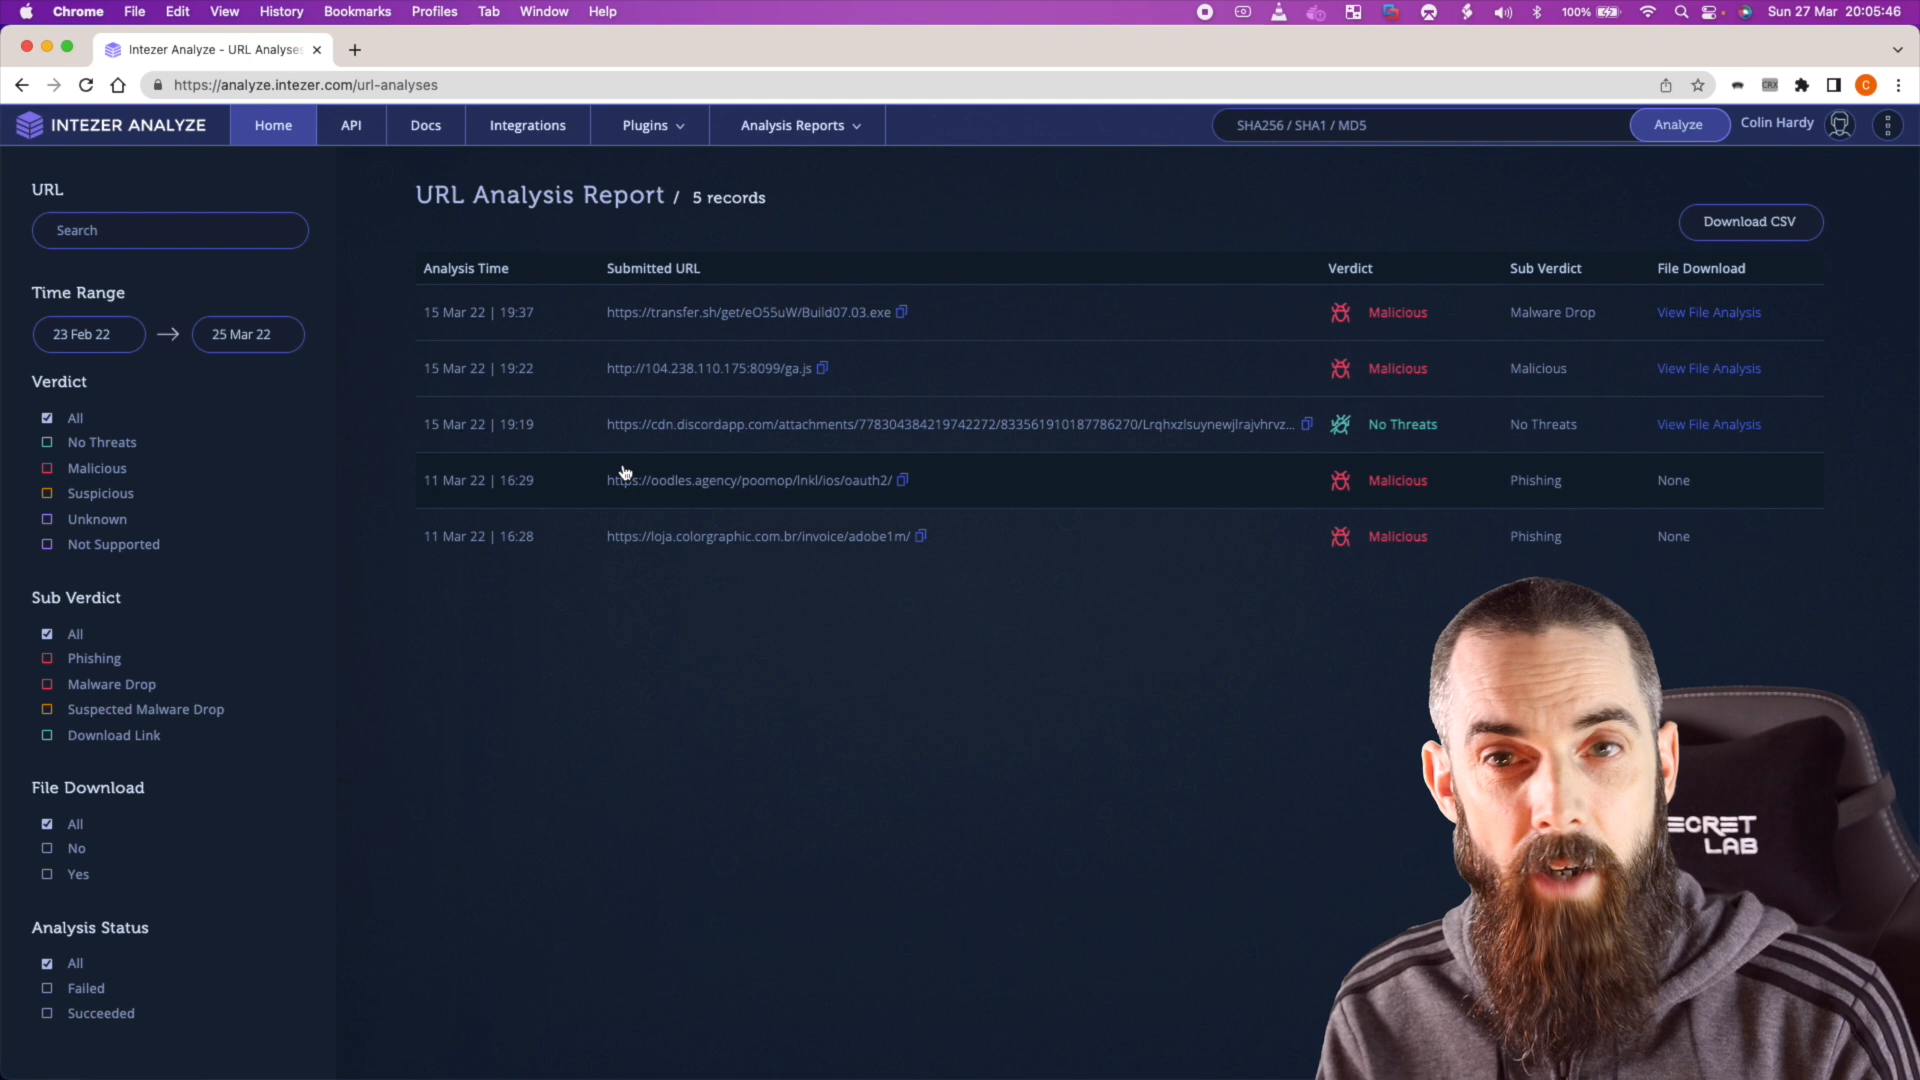 Chrome File Edit View History Bookmarks Profiles Tab Window Help 100% Sun 27 Mar 20:05:46
Intezer Analyze - URL Analyses
https://analyze.intezer.com/url-analyses CRX C
INTEZER ANALYZE Home API Docs Integrations Plugins Analysis Reports SHA256 / SHA1 / MD5 Analyze Colin Hardy
URL
Search
Time Range
23 Feb 22 → 25 Mar 22
Verdict
All
No Threats
Malicious
Suspicious
Unknown
Not Supported
Sub Verdict
All
Phishing
Malware Drop
Suspected Malware Drop
Download Link
File Download
All
No
Yes
Analysis Status
All
Failed
Succeeded
URL Analysis Report / 5 records
Download CSV
Analysis Time Submitted URL Verdict Sub Verdict File Download
15 Mar 22 | 19:37 https://transfer.sh/get/eO55uW/Build07.03.exe Malicious Malware Drop View File Analysis
15 Mar 22 | 19:22 http://104.238.110.175:8099/ga.js Malicious Malicious View File Analysis
15 Mar 22 | 19:19 https://cdn.discordapp.com/attachments/778304384219742272/833561910187786270/Lrqhxzlsuynewjlrajvhrvz... No Threats No Threats View File Analysis
11 Mar 22 | 16:29 https://oodles.agency/poomop/lnkl/ios/oauth2/ Malicious Phishing None
11 Mar 22 | 16:28 https://loja.colorgraphic.com.br/invoice/adobe1m/ Malicious Phishing None
ECRET
LAB